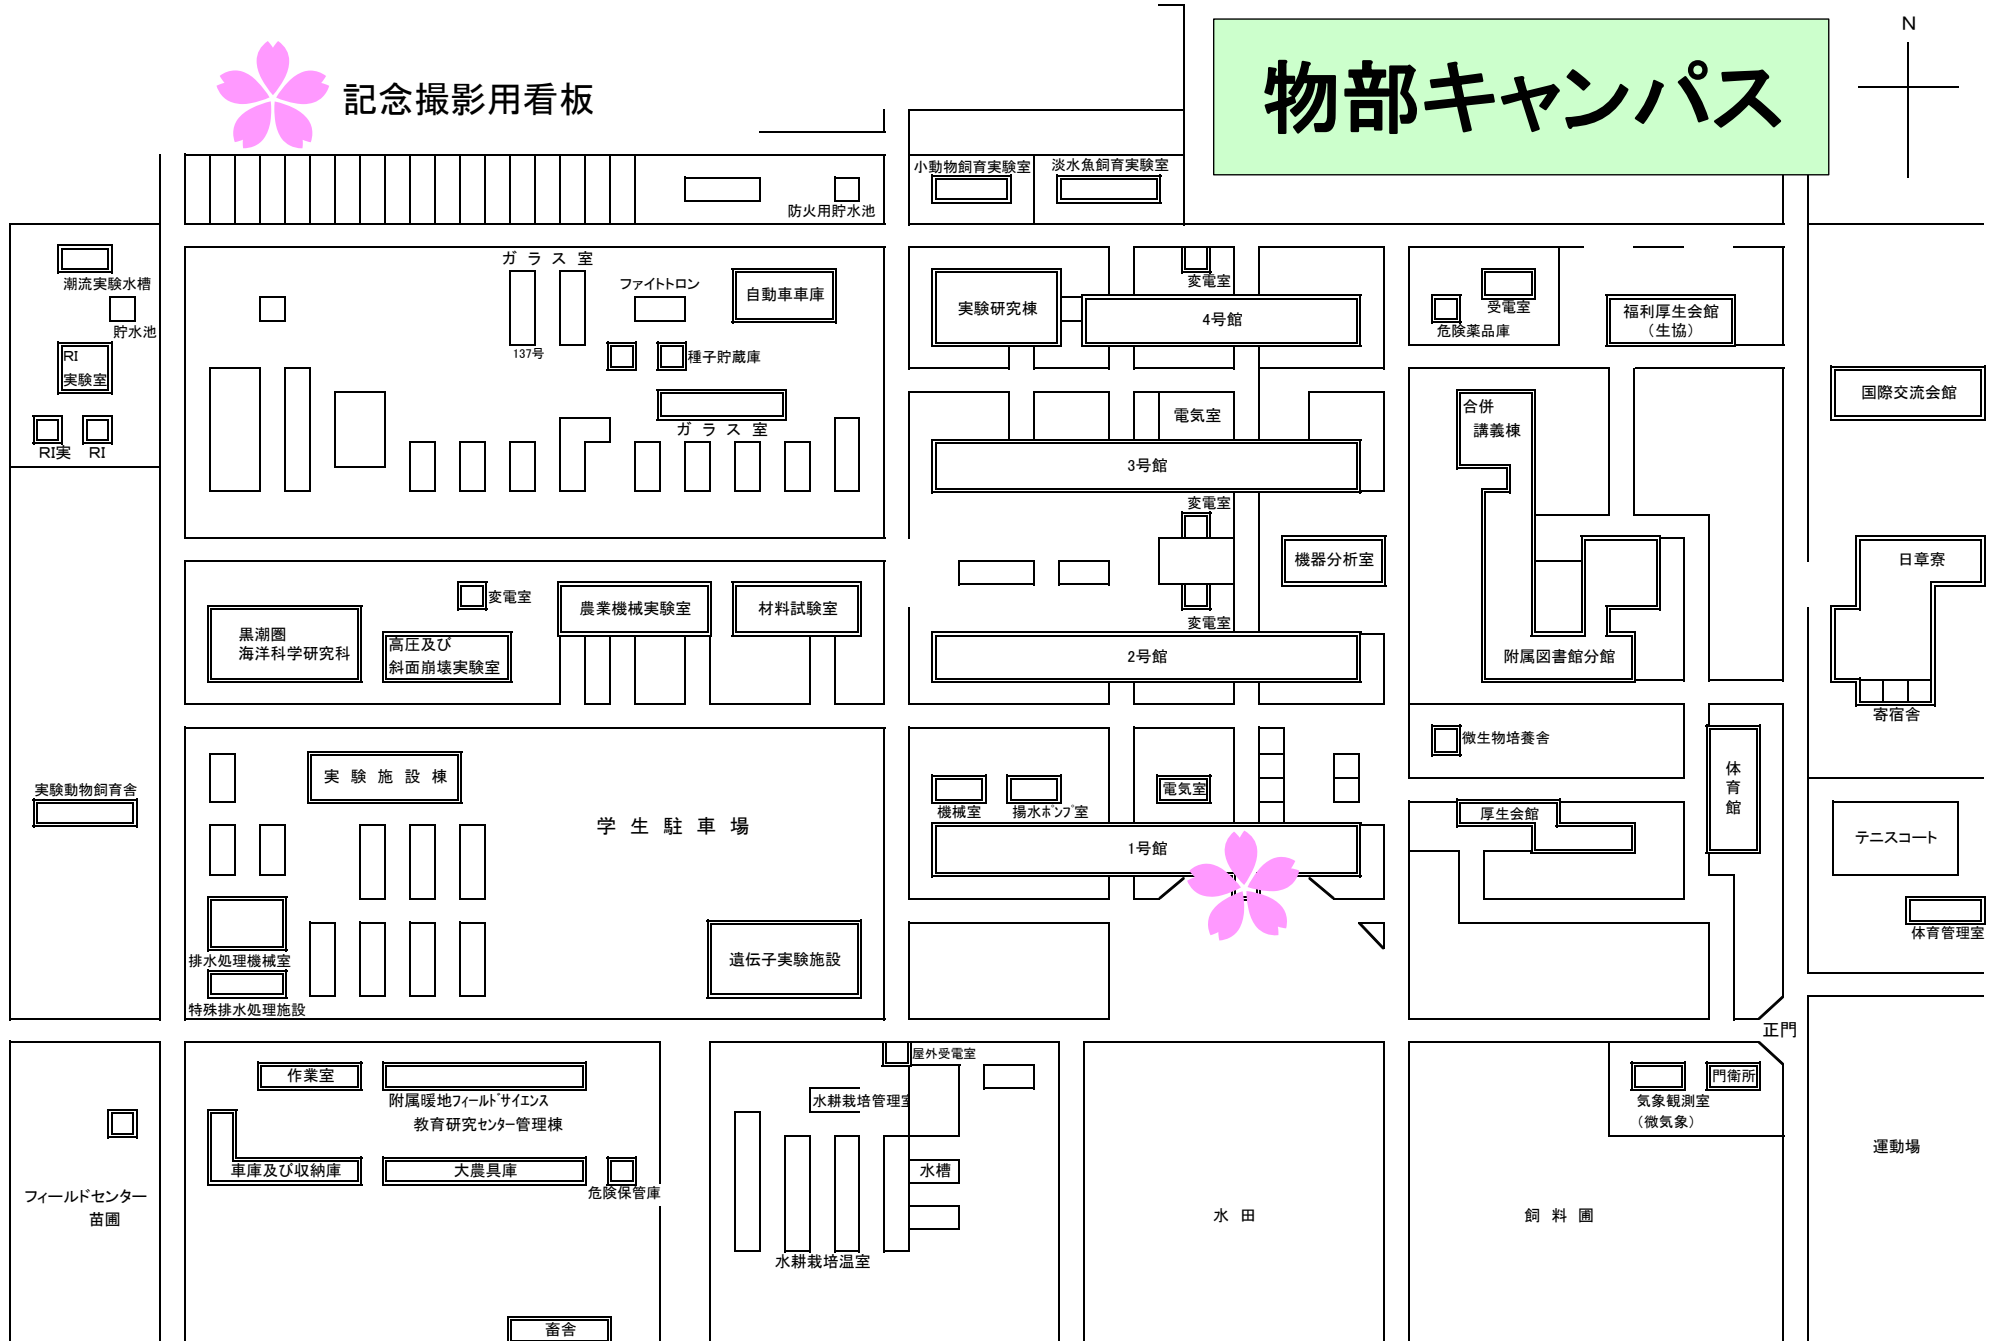 物部キャンパス
N
記念撮影用看板
小動物飼育実験室
淡水魚飼育実験室
防火用貯水池
潮流実験水槽
貯水池
RI
実験室
RI実
RI
ガラス室
137号
ファイトトロン
自動車車庫
種子貯蔵庫
ガラス室
実験研究棟
変電室
4号館
受電室
危険薬品庫
福利厚生会館
（生協）
国際交流会館
電気室
3号館
変電室
合併
講義棟
機器分析室
変電室
2号館
附属図書館分館
日章寮
寄宿舎
変電室
農業機械実験室
材料試験室
黒潮圏
海洋科学研究科
高圧及び
斜面崩壊実験室
実験施設棟
学生駐車場
実験動物飼育舎
排水処理機械室
特殊排水処理施設
遺伝子実験施設
機械室
揚水ポンプ室
電気室
1号館
微生物培養舎
厚生会館
体育館
テニスコート
体育管理室
正門
作業室
附属暖地フィールドサイエンス
教育研究センター管理棟
車庫及び収納庫
大農具庫
危険保管庫
フィールドセンター
苗圃
畜舎
屋外受電室
水耕栽培管理室
水槽
水耕栽培温室
水田
飼料圃
気象観測室
（微気象）
門衛所
運動場